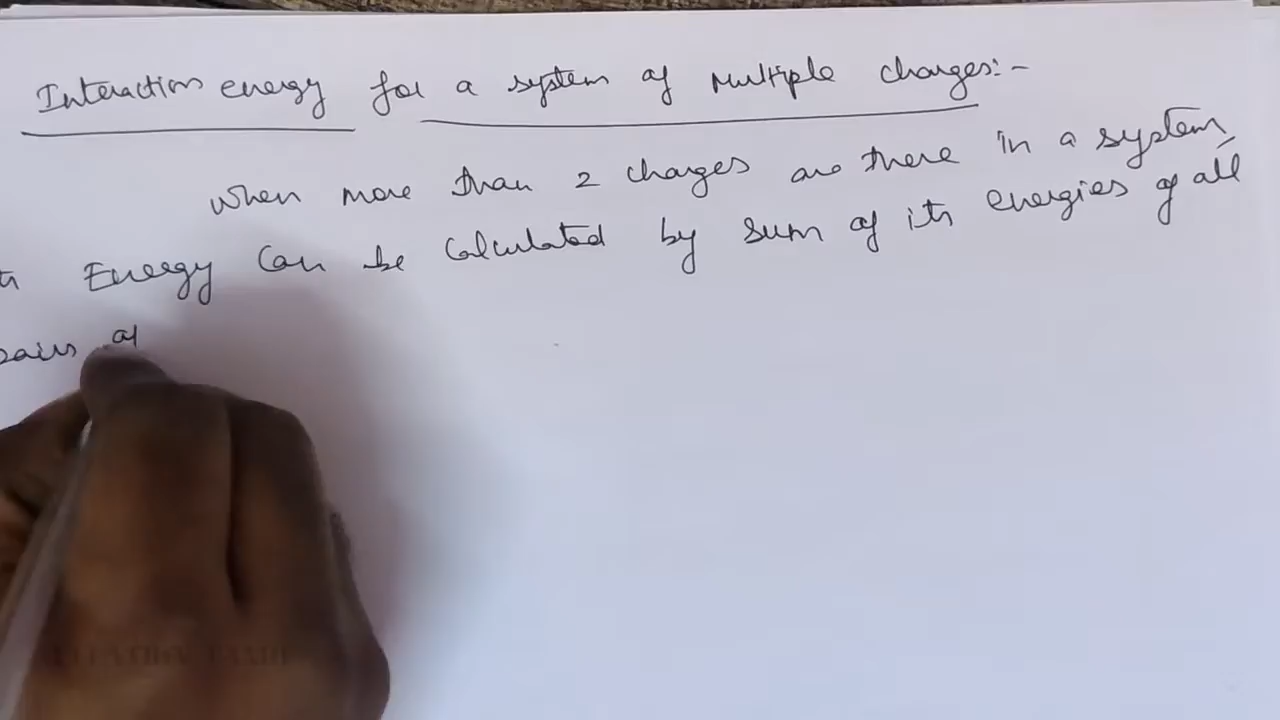 Interaction energy for a system of Multiple charges:-
When more than 2 charges are there in a system
Energy Can be Calculated by sum of its energies of all
pairs of